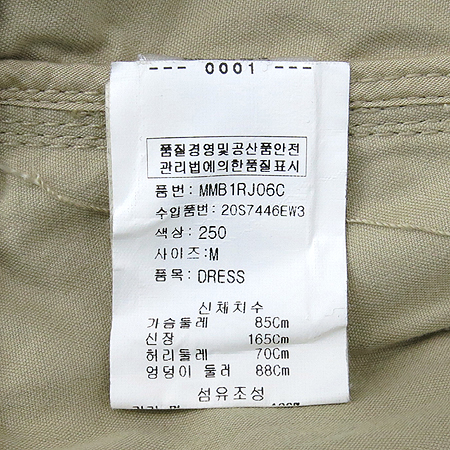 --- 0001 ---
품질경영및공산품안전
관리법에의한품질표시
품번: MMB1RJ06C
수입품번: 20S7446EW3
색상: 250
사이즈: M
품목: DRESS
신체치수
가슴둘레 85Cm
신장 165Cm
허리둘레 70Cm
엉덩이 둘러 88Cm
섬유조성